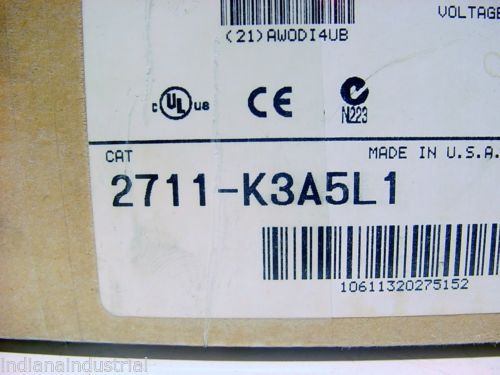 VOLTAGE
(21)AWODI4UB
c UL us CE
N223
CAT MADE IN U.S.A.
2711-K3A5L1
10611320275152
indianaindustrial